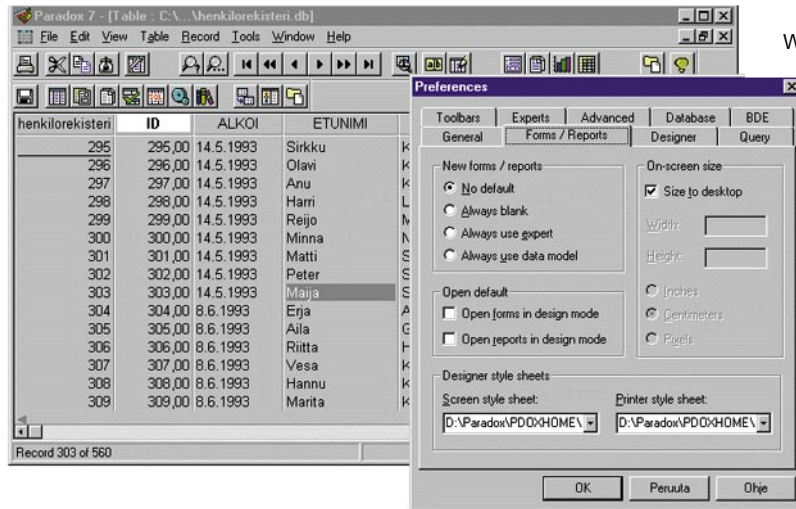 Paradox 7 - [Table : C:\...\henkilorekisteri.db]
File Edit View Table Record Tools Window Help
henkilorekisteri ID ALKOI ETUNIMI
295 295,00 14.5.1993 Sirkku K
296 296,00 14.5.1993 Olavi K
297 297,00 14.5.1993 Anu K
298 298,00 14.5.1993 Harri L
299 299,00 14.5.1993 Reijo M
300 300,00 14.5.1993 Minna N
301 301,00 14.5.1993 Matti S
302 302,00 14.5.1993 Peter S
303 303,00 14.5.1993 Maija S
304 304,00 8.6.1993 Erja A
305 305,00 8.6.1993 Aila G
306 306,00 8.6.1993 Riitta H
307 307,00 8.6.1993 Vesa K
308 308,00 8.6.1993 Hannu K
309 309,00 8.6.1993 Marita K
Record 303 of 560
W
Preferences
Toolbars Experts Advanced Database BDE
General Forms / Reports Designer Query
New forms / reports
No default
Always blank
Always use expert
Always use data model
On-screen size
Size to desktop
Width:
Height:
Inches
Centimeters
Pixels
Open default
Open forms in design mode
Open reports in design mode
Designer style sheets
Screen style sheet: Printer style sheet:
D:\Paradox\PDOXHOME\ D:\Paradox\PDOXHOME\
OK Peruuta Ohje